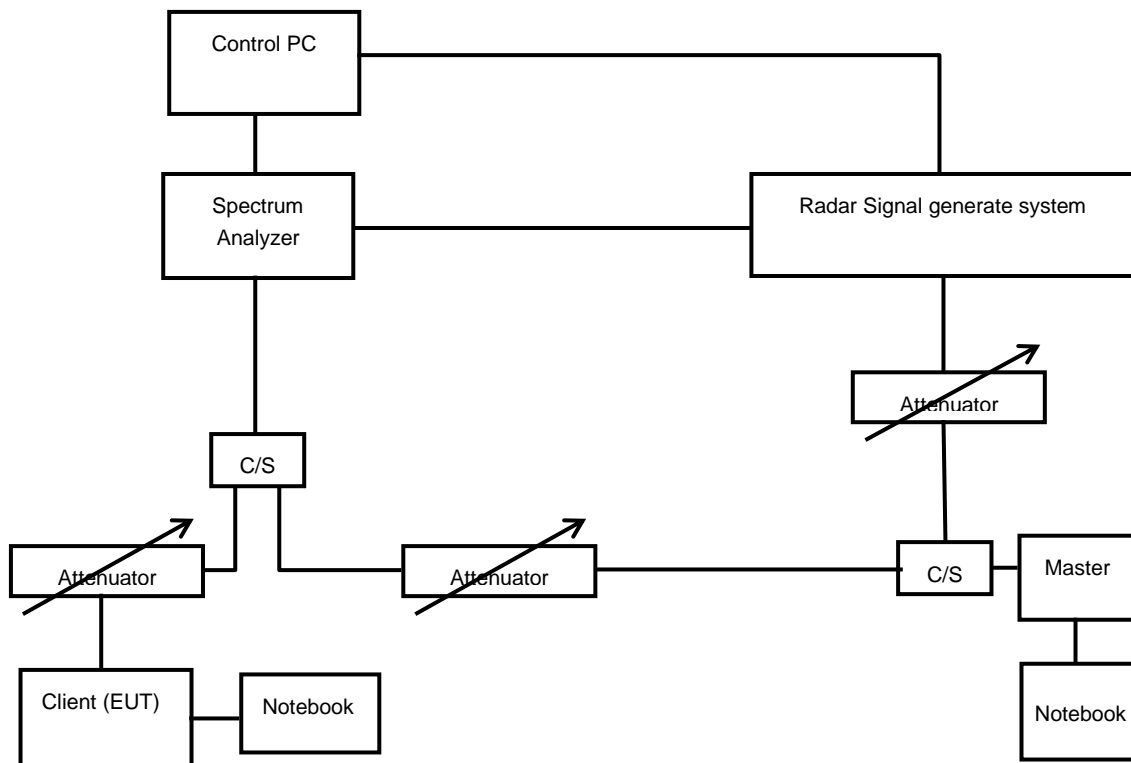 Control PC
Spectrum
Analyzer
Radar Signal generate system
Attenuator
C/S
Attenuator
Attenuator
C/S
Master
Client (EUT)
Notebook
Notebook